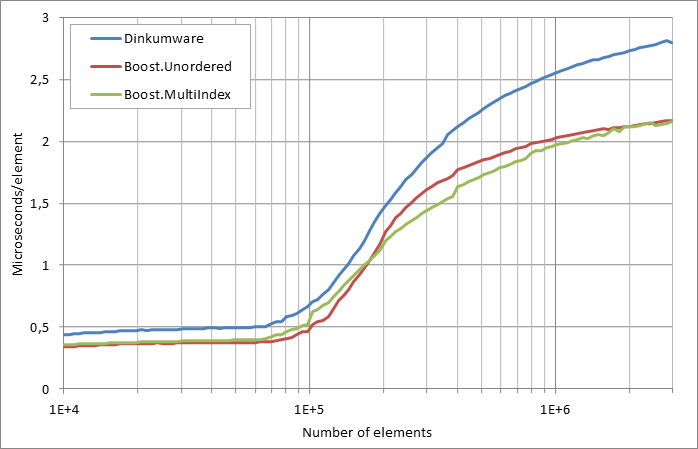 3
2,5
2
1,5
1
0,5
0
Microseconds/element
Dinkumware
Boost.Unordered
Boost.MultiIndex
1E+4
1E+5
1E+6
Number of elements